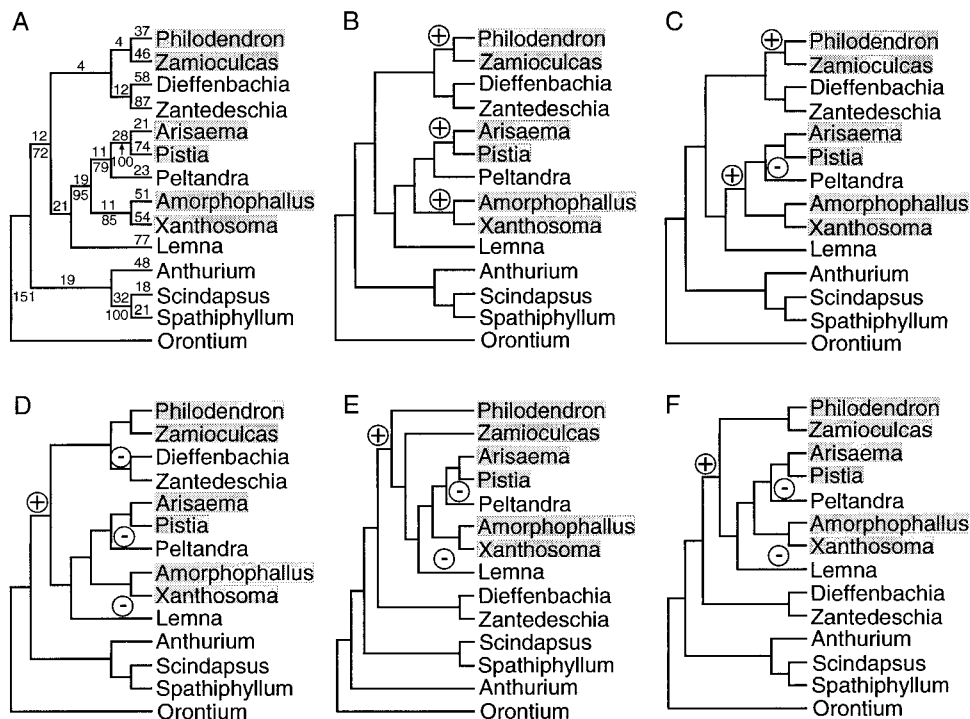 A
37
4
Philodendron
46
Zamioculcas
4
58
Dieffenbachia
12
87
Zantedeschia
12
21
28
Arisaema
72
11
74
Pistia
79
100
23
Peltandra
19
95
51
Amorphophallus
11
21
85
54
Xanthosoma
77
Lemna
48
Anthurium
19
18
Scindapsus
151
32
100
21
Spathiphyllum
Orontium
B
+
Philodendron
Zamioculcas
Dieffenbachia
Zantedeschia
+
Arisaema
Pistia
Peltandra
+
Amorphophallus
Xanthosoma
Lemna
Anthurium
Scindapsus
Spathiphyllum
Orontium
C
+
Philodendron
Zamioculcas
Dieffenbachia
Zantedeschia
Arisaema
Pistia
-
+
Peltandra
Amorphophallus
Xanthosoma
Lemna
Anthurium
Scindapsus
Spathiphyllum
Orontium
D
Philodendron
Zamioculcas
-
Dieffenbachia
Zantedeschia
+
Arisaema
Pistia
-
Peltandra
Amorphophallus
Xanthosoma
-
Lemna
Anthurium
Scindapsus
Spathiphyllum
Orontium
E
Philodendron
+
Zamioculcas
Arisaema
Pistia
-
Peltandra
Amorphophallus
Xanthosoma
-
Lemna
Dieffenbachia
Zantedeschia
Scindapsus
Spathiphyllum
Anthurium
Orontium
F
Philodendron
Zamioculcas
Arisaema
+
Pistia
-
Peltandra
Amorphophallus
Xanthosoma
-
Lemna
Dieffenbachia
Zantedeschia
Anthurium
Scindapsus
Spathiphyllum
Orontium